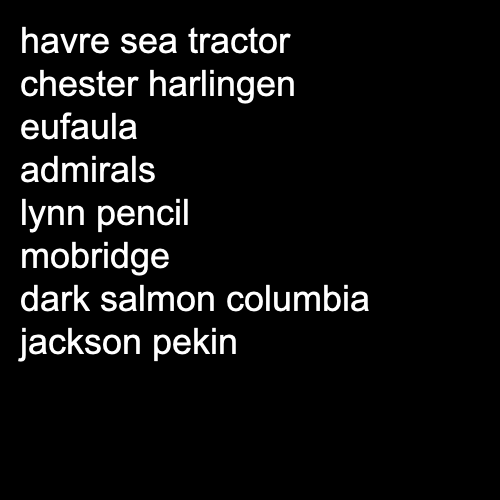 havre sea tractor
chester harlingen
eufaula
admirals
lynn pencil
mobridge
dark salmon columbia
jackson pekin